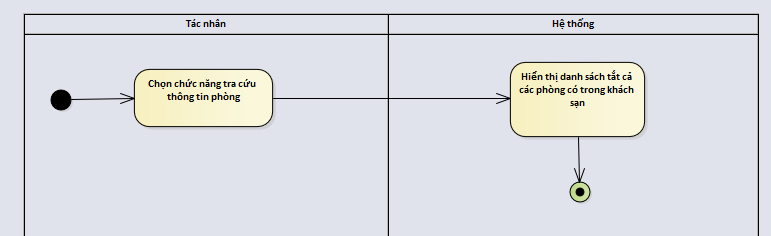 Tác nhân
Hệ thống
Chọn chức năng tra cứu
thông tin phòng
Hiển thị danh sách tất cả
các phòng có trong khách
sạn